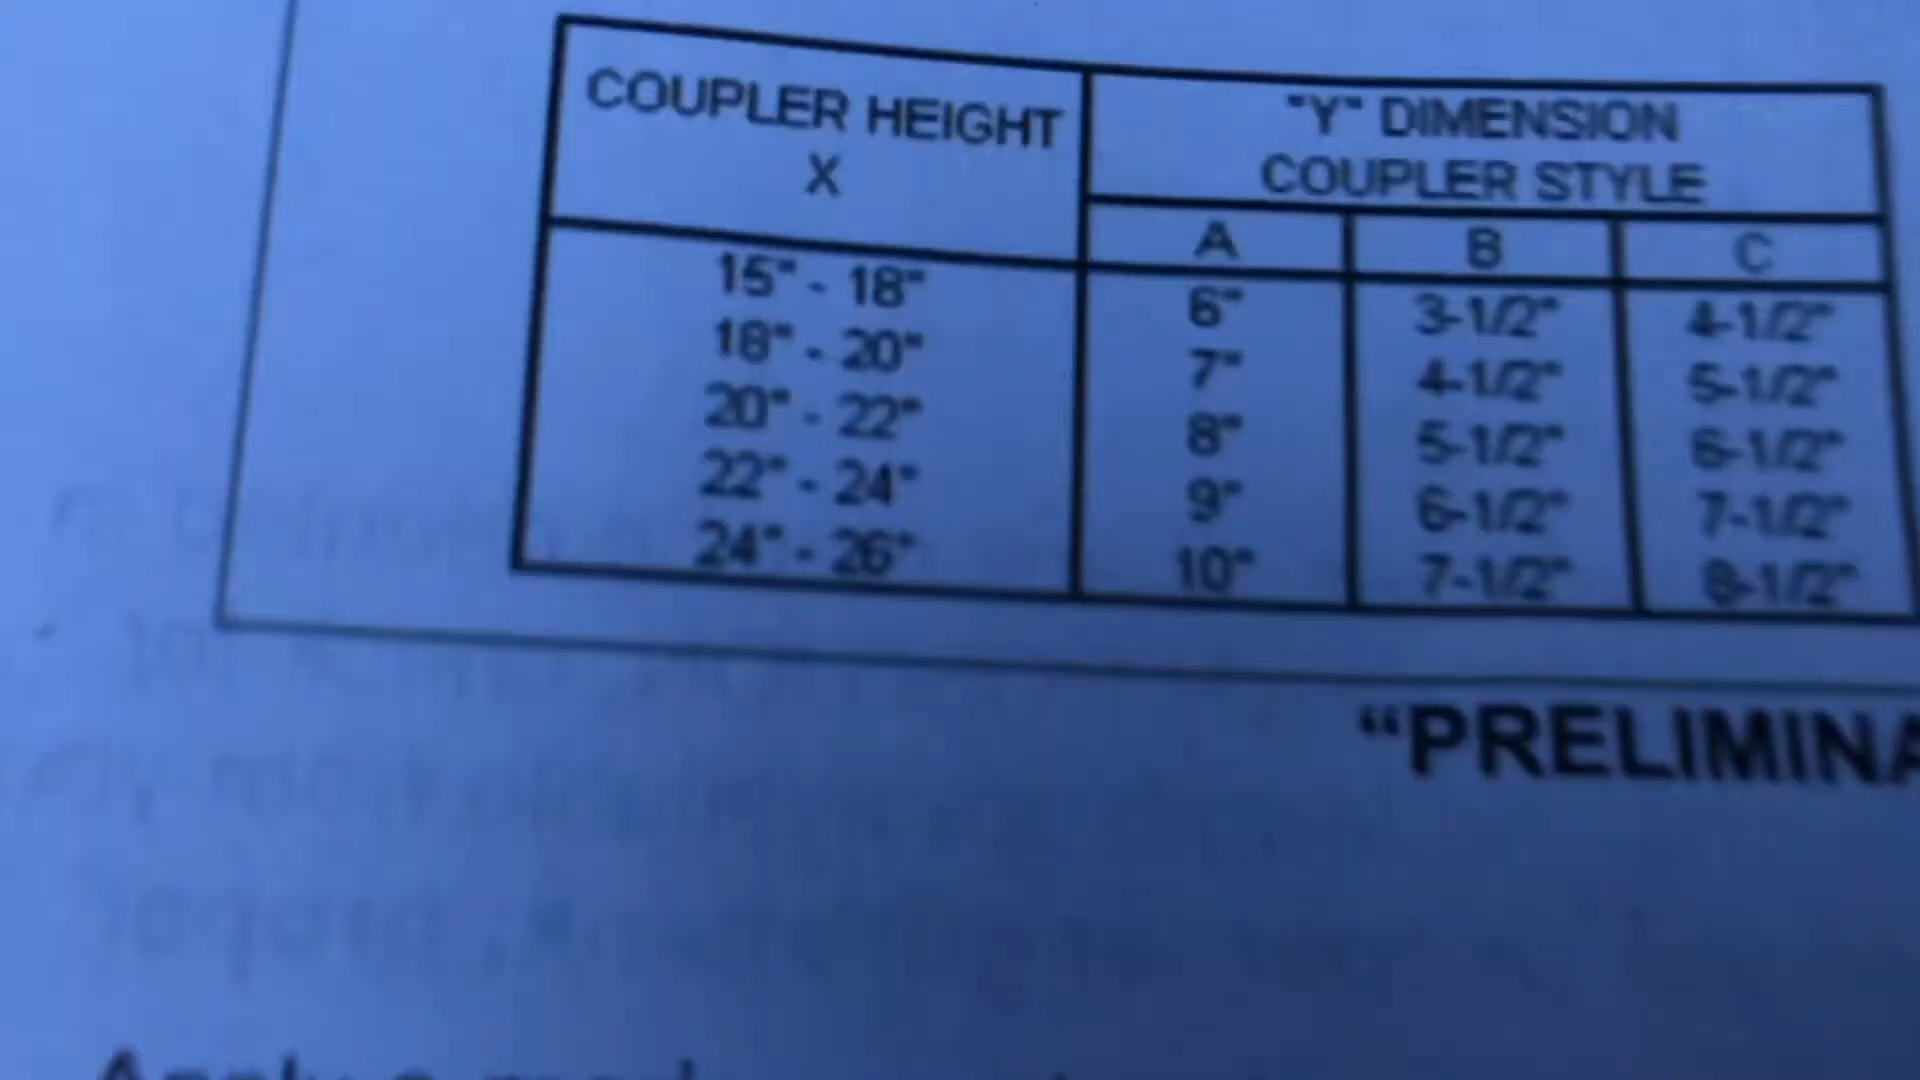 COUPLER HEIGHT
X
"Y" DIMENSION
COUPLER STYLE
A B C
15" - 18" 6" 3-1/2" 4-1/2"
18" - 20" 7" 4-1/2" 5-1/2"
20" - 22" 8" 5-1/2" 6-1/2"
22" - 24" 9" 6-1/2" 7-1/2"
24" - 26" 10" 7-1/2" 8-1/2"
“PRELIMINA